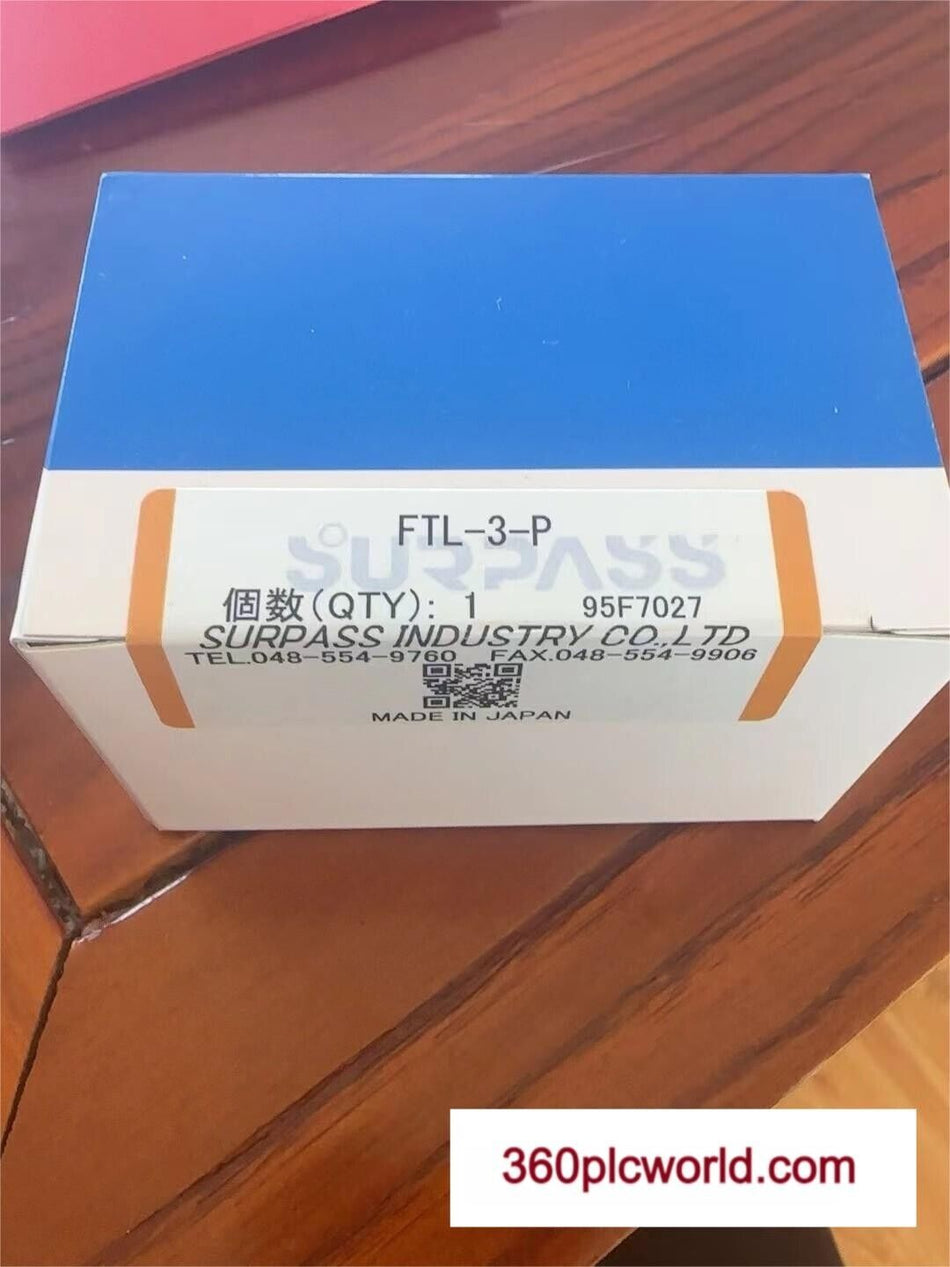 FTL-3-P
SURPASS
個数(QTY): 1 95F7027
SURPASS INDUSTRY CO.,LTD
TEL.048-554-9760 FAX.048-554-9906
MADE IN JAPAN
360plcworld.com